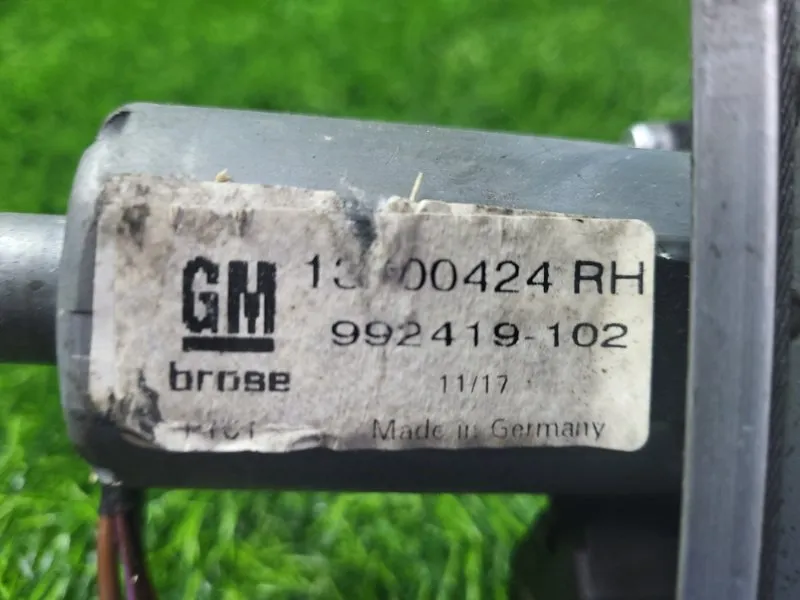 GM
RH
992419-102
brose
11/17
Made in Germany